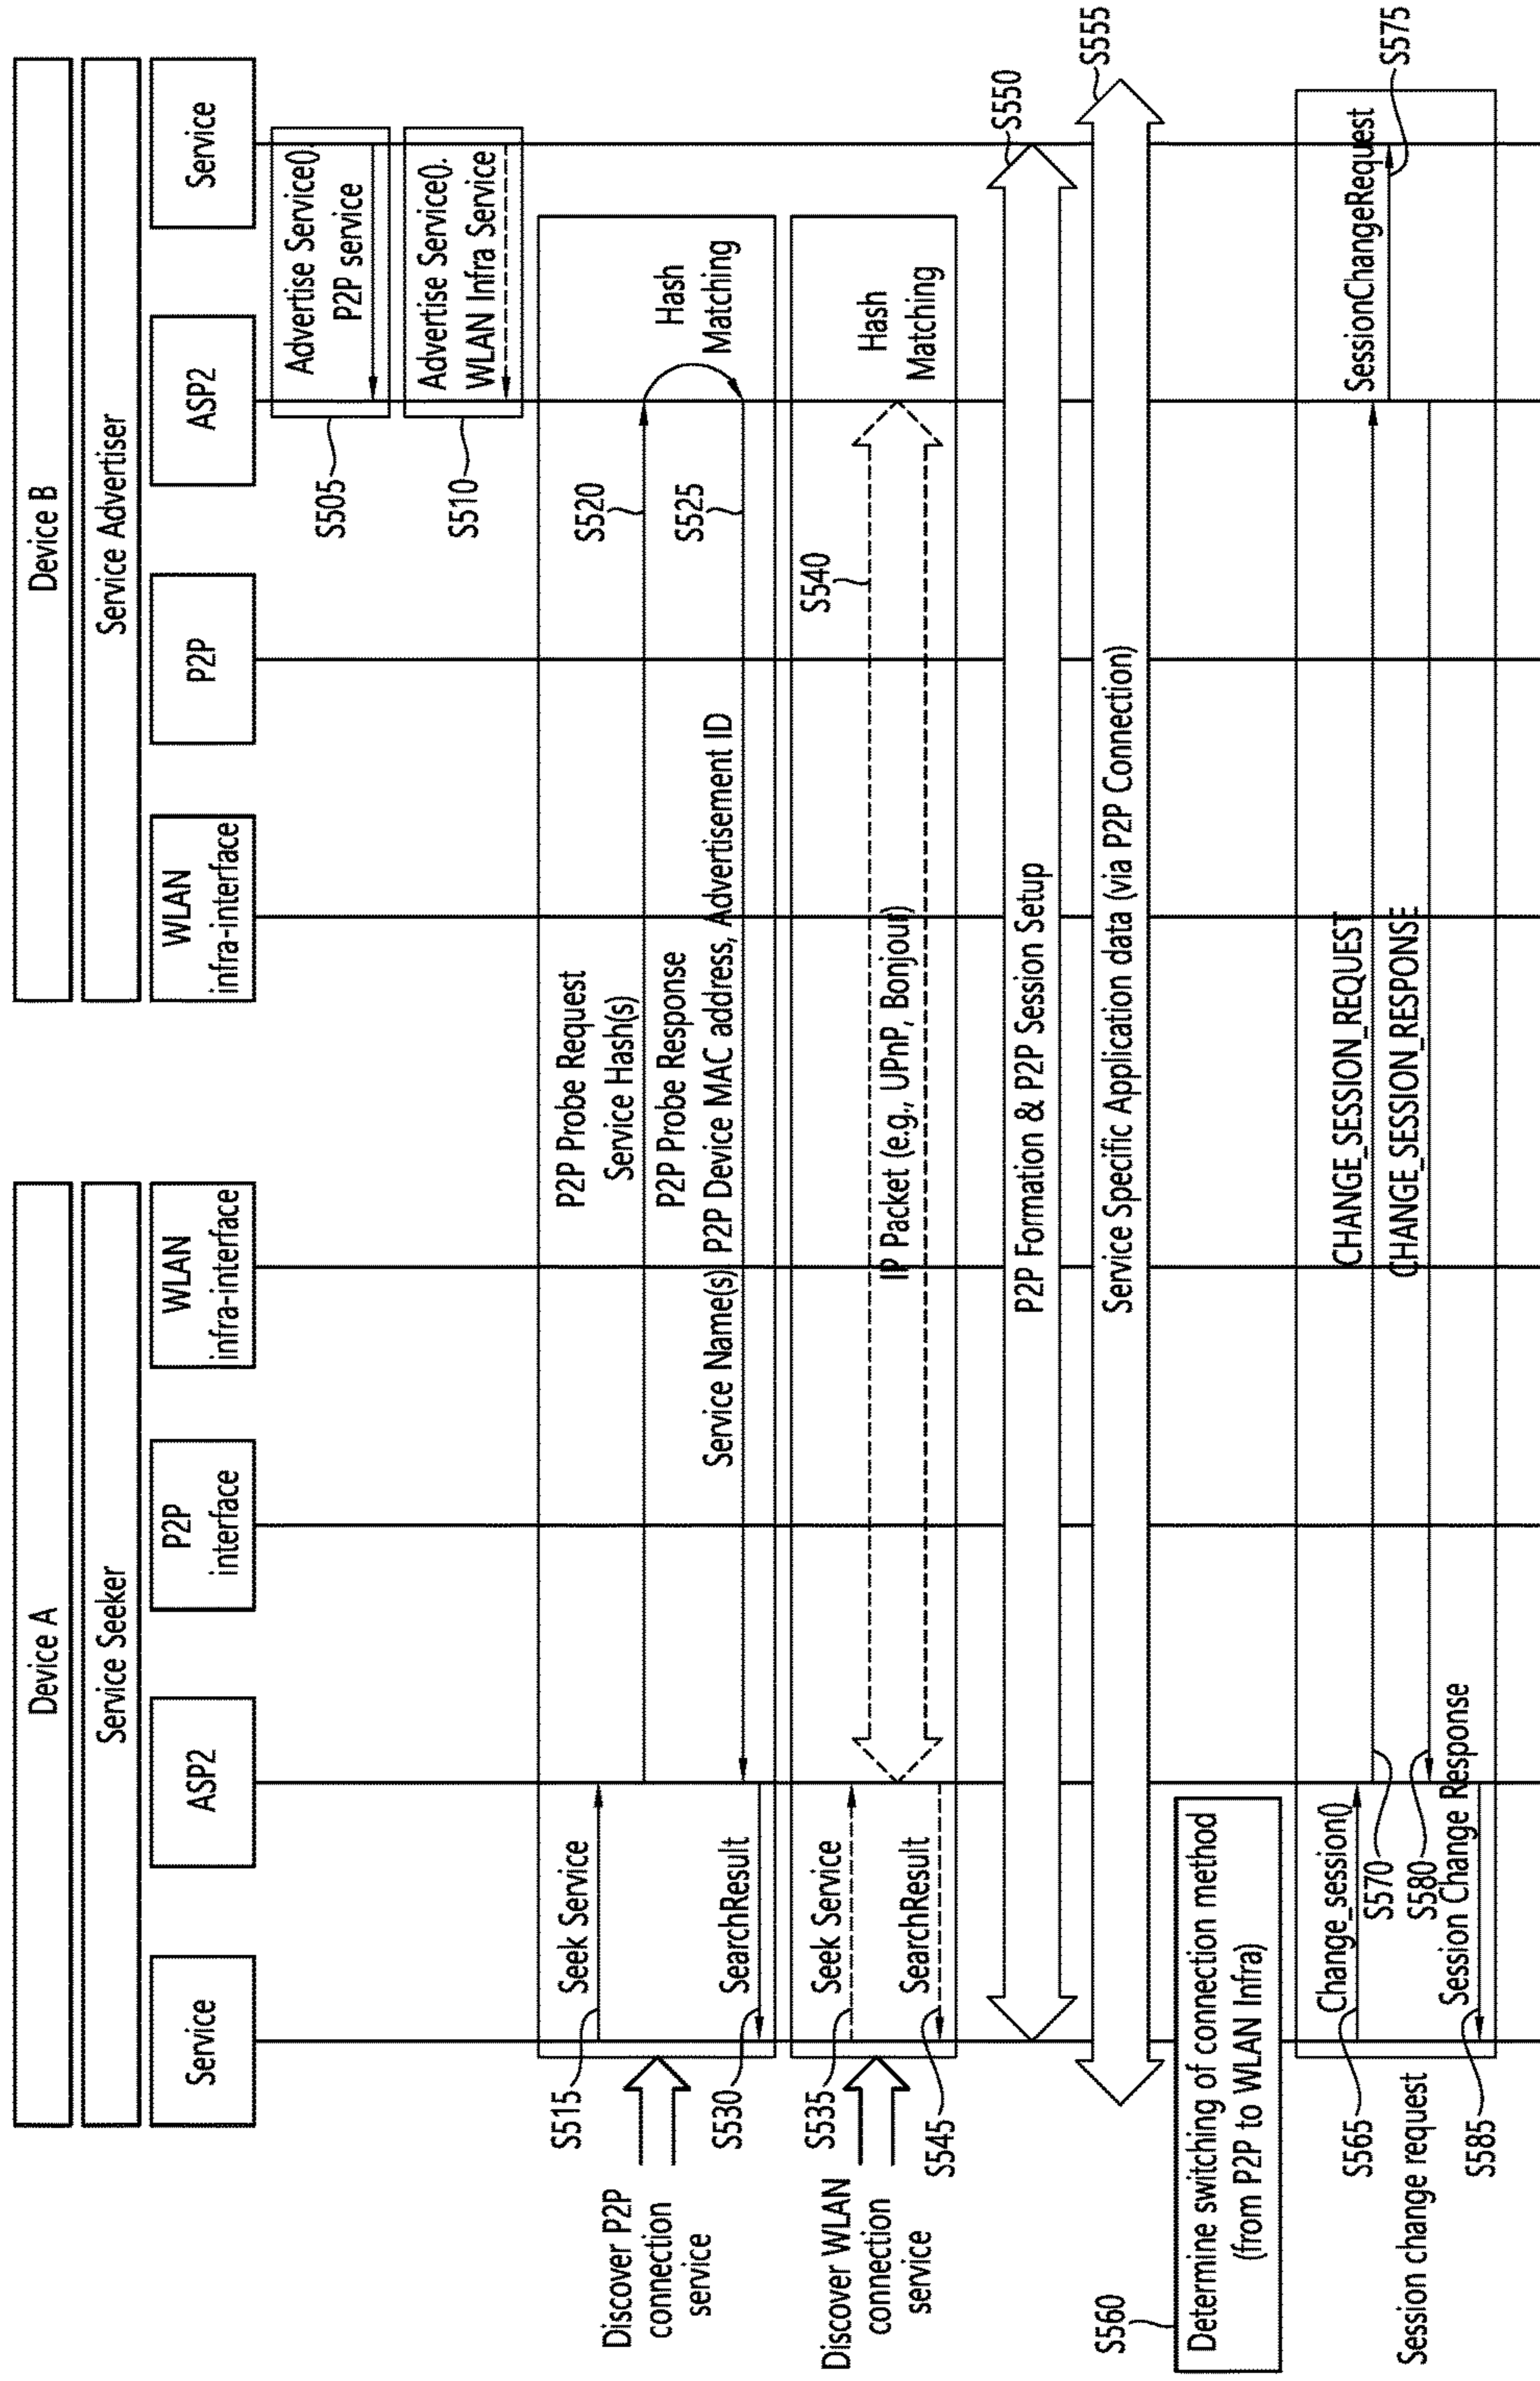 Device A
Device B
Service Seeker
Service Advertiser
Service
ASP2
P2P
interface
WLAN
infra-interface
WLAN
infra-interface
P2P
ASP2
Service
Advertise Service().
P2P service
S505
Advertise Service().
WLAN Infra Service
S510
Discover P2P
connection
service
S515
Seek Service
P2P Probe Request
Service Hash(s)
S520
Hash
Matching
P2P Probe Response
Service Name(s) P2P Device MAC address, Advertisement ID
S525
S530
SearchResult
Discover WLAN
connection
service
S535
Seek Service
S540
IP Packet (e.g., UPnP, Bonjour)
Hash
Matching
S545
SearchResult
P2P Formation & P2P Session Setup
S550
Service Specific Application data (via P2P Connection)
S555
S560
Determine switching of connection method
(from P2P to WLAN Infra)
Session change request
S565
Change_session()
S570
CHANGE_SESSION_REQUEST
SessionChangeRequest
S575
S580
CHANGE_SESSION_RESPONSE
S585
Session Change Response